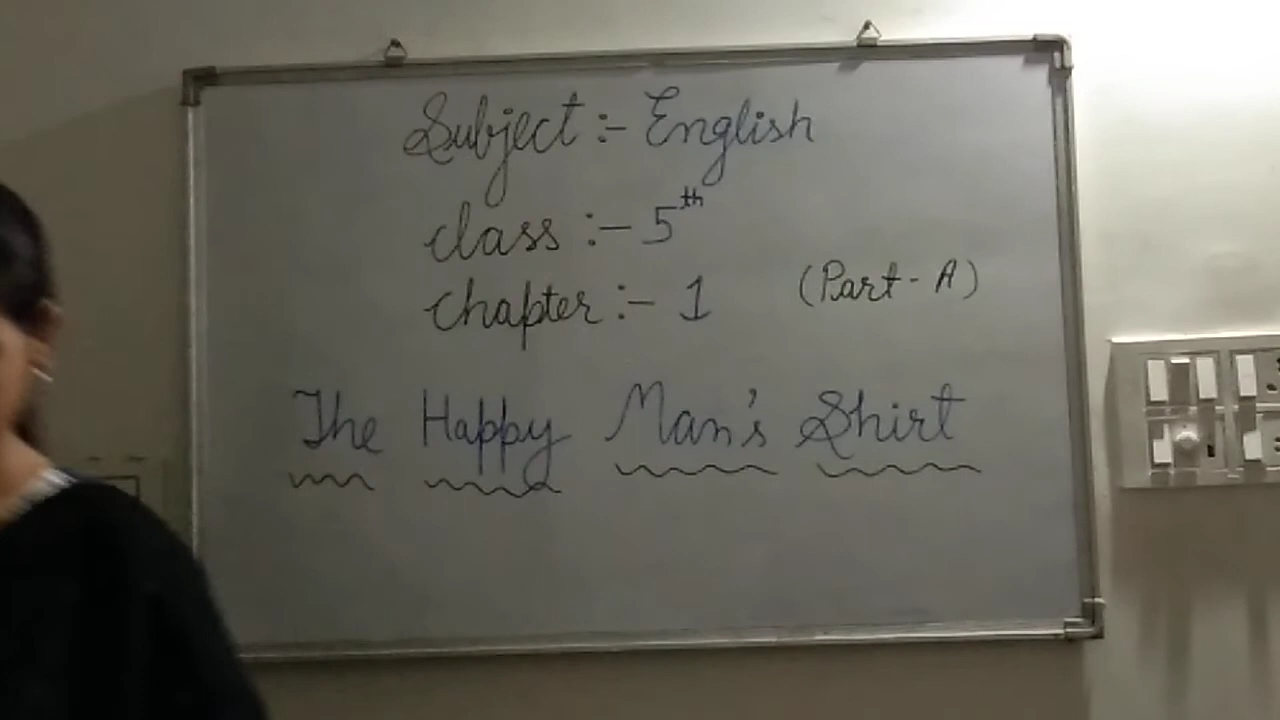 Subject :- English
class :- 5th
chapter :- 1 (Part - A)
The Happy Man's Shirt